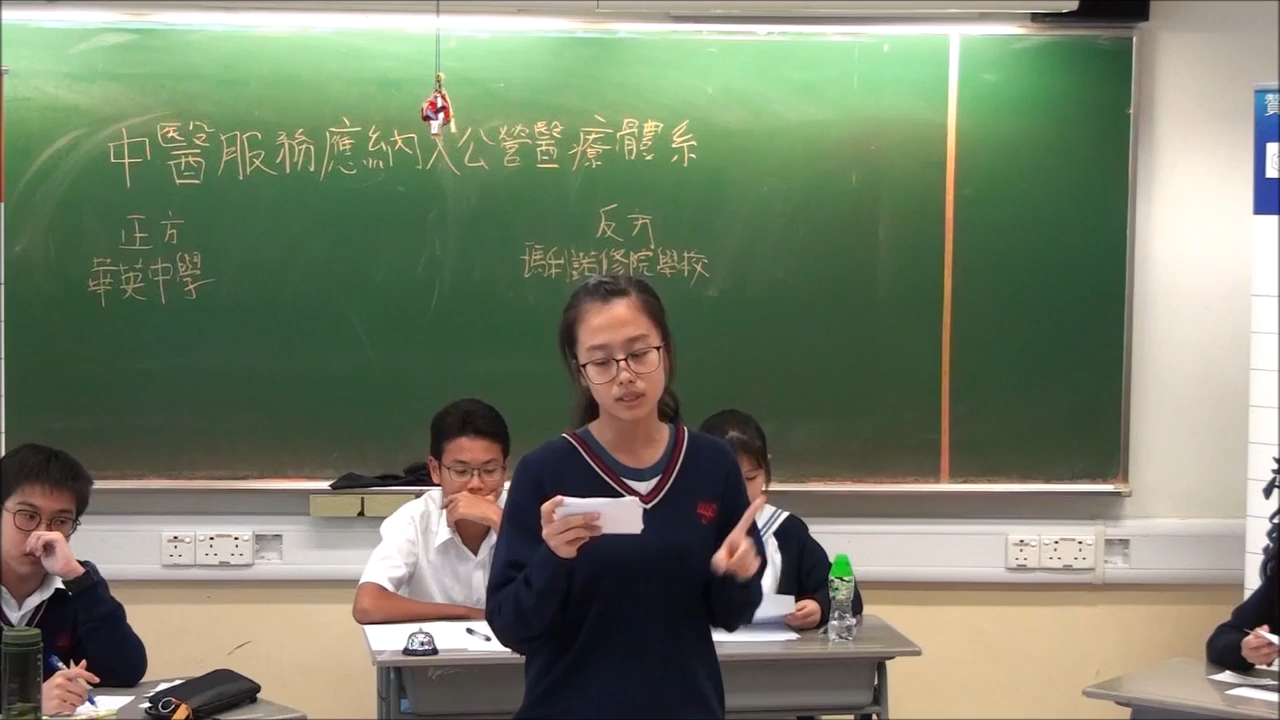 中醫服務應納入公營醫療體系
正方
華英中學
反方
瑪利諾修院學校
贊